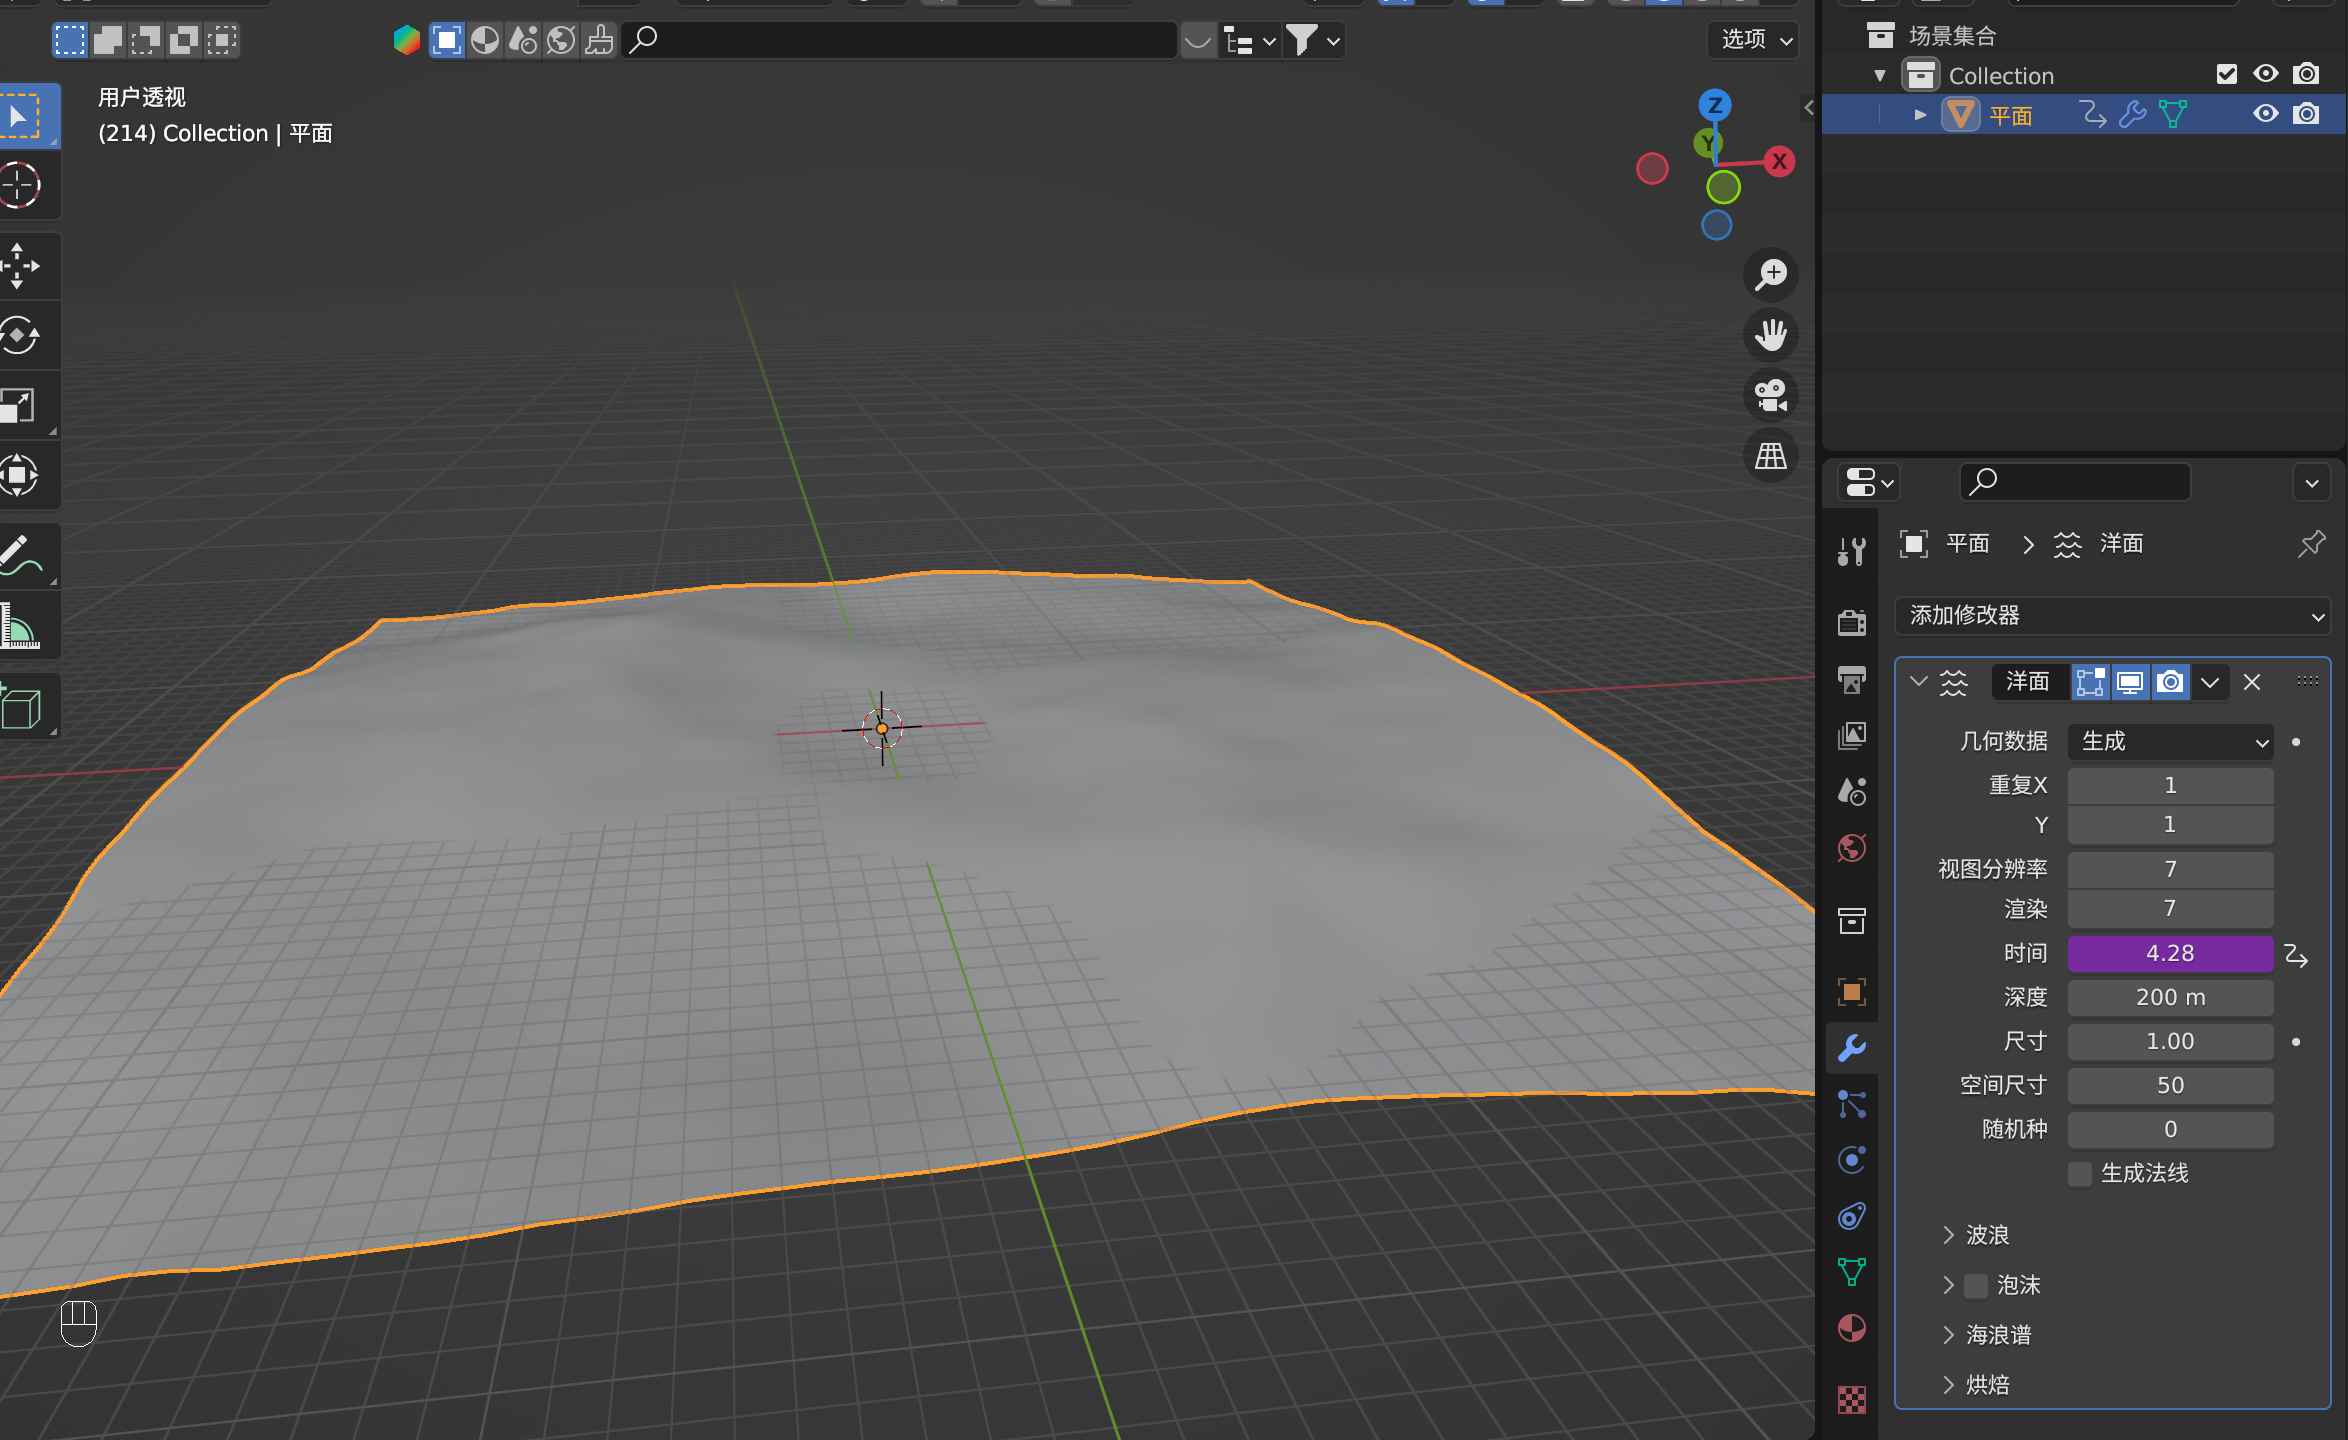 选项
用户透视
(214) Collection | 平面
Z
Y
X
场景集合
Collection
平面
平面
洋面
添加修改器
洋面
几何数据 生成
重复X 1
Y 1
视图分辨率 7
渲染 7
时间 4.28
深度 200 m
尺寸 1.00
空间尺寸 50
随机种 0
生成法线
波浪
泡沫
海浪谱
烘焙